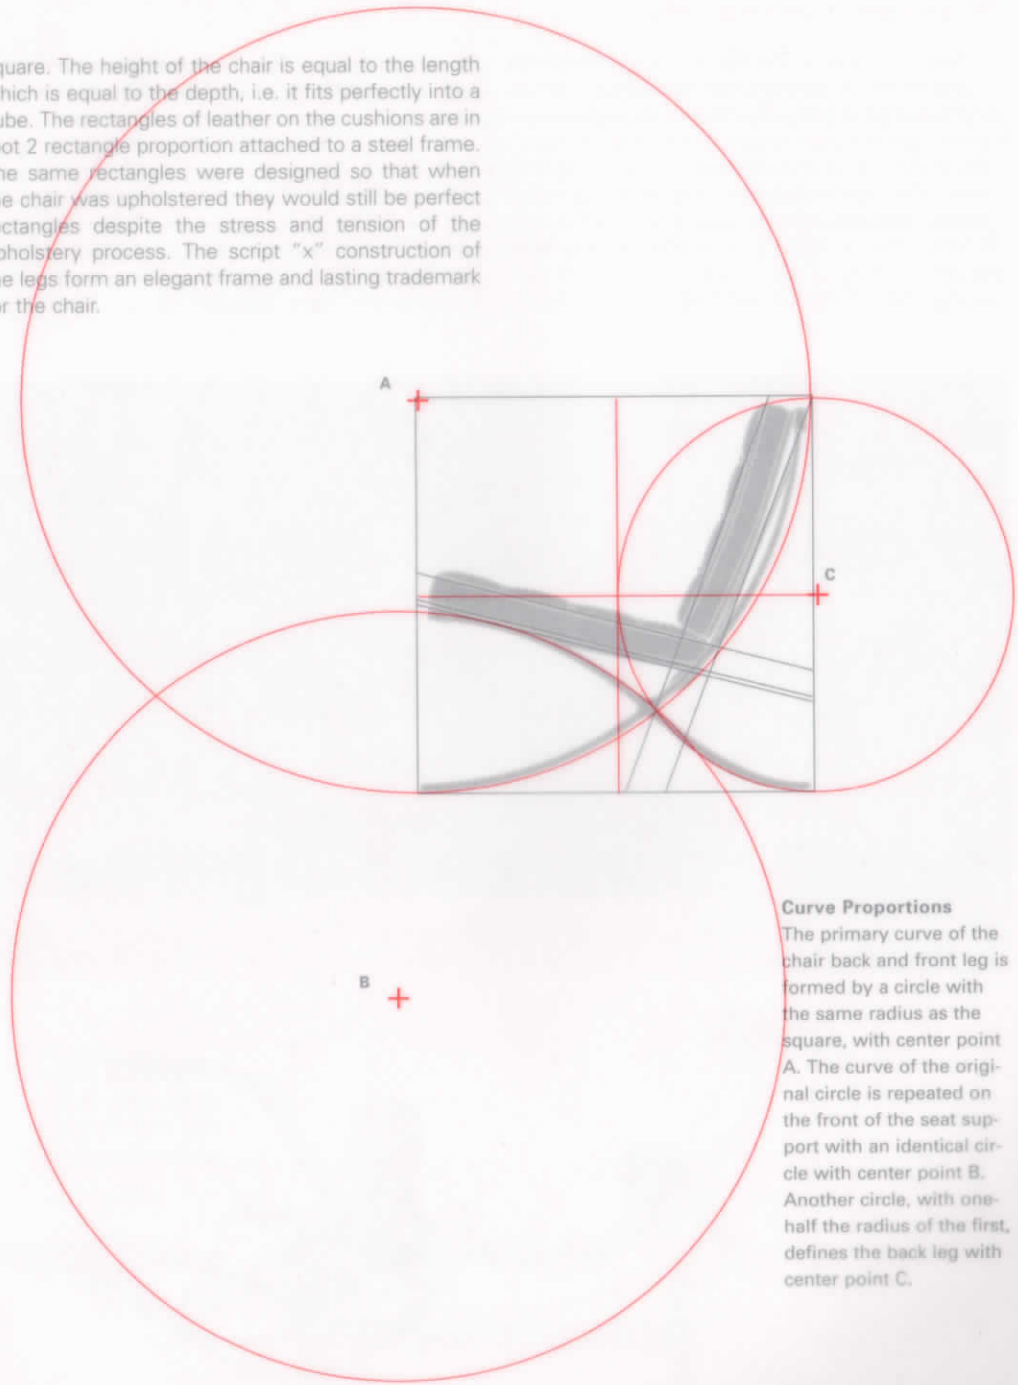 quare. The height of the chair is equal to the length
hich is equal to the depth, i.e. it fits perfectly into a
ube. The rectangles of leather on the cushions are in
oot 2 rectangle proportion attached to a steel frame.
he same rectangles were designed so that when
e chair was upholstered they would still be perfect
ectangles despite the stress and tension of the
pholstery process. The script "x" construction of
he legs form an elegant frame and lasting trademark
or the chair.
A
C
B
Curve Proportions
The primary curve of the
chair back and front leg is
formed by a circle with
the same radius as the
square, with center point
A. The curve of the origi-
nal circle is repeated on
the front of the seat sup-
port with an identical cir-
cle with center point B.
Another circle, with one-
half the radius of the first,
defines the back leg with
center point C.